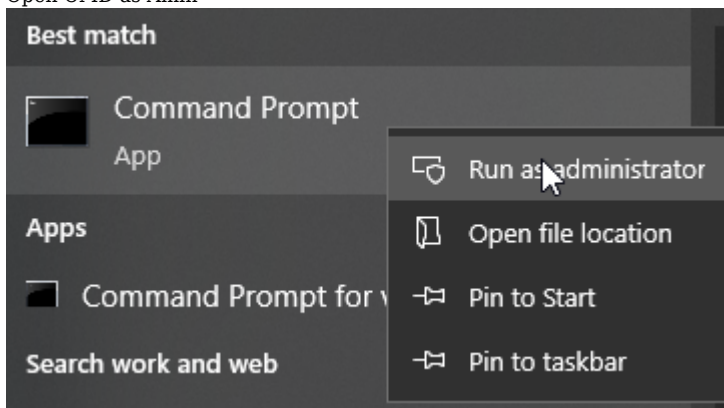 Best match
Command Prompt
App
Run as administrator
Apps
Open file location
Command Prompt for v
Pin to Start
Search work and web
Pin to taskbar